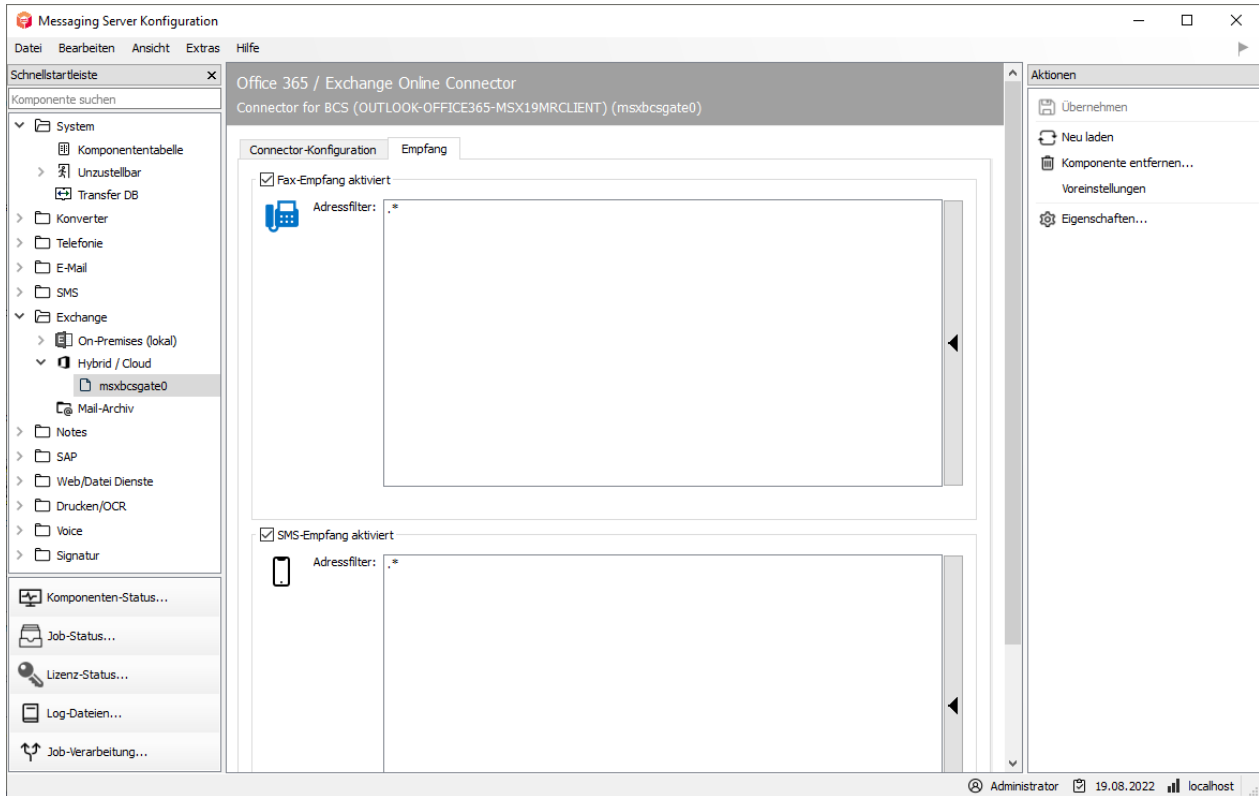 Messaging Server Konfiguration
Datei Bearbeiten Ansicht Extras Hilfe
Schnellstartleiste
Komponente suchen
System
Komponententabelle
Unzustellbar
Transfer DB
Konverter
Telefonie
E-Mail
SMS
Exchange
On-Premises (lokal)
Hybrid / Cloud
msxbcsgate0
Mail-Archiv
Notes
SAP
Web/Datei Dienste
Drucken/OCR
Voice
Signatur
Komponenten-Status...
Job-Status...
Lizenz-Status...
Log-Dateien...
Job-Verarbeitung...
Office 365 / Exchange Online Connector
Connector for BCS (OUTLOOK-OFFICE365-MSX19MRCLIENT) (msxbcsgate0)
Connector-Konfiguration Empfang
Fax-Empfang aktiviert
Adressfilter: .*
SMS-Empfang aktiviert
Adressfilter: .*
Aktionen
Übernehmen
Neu laden
Komponente entfernen...
Voreinstellungen
Eigenschaften...
Administrator 19.08.2022 localhost